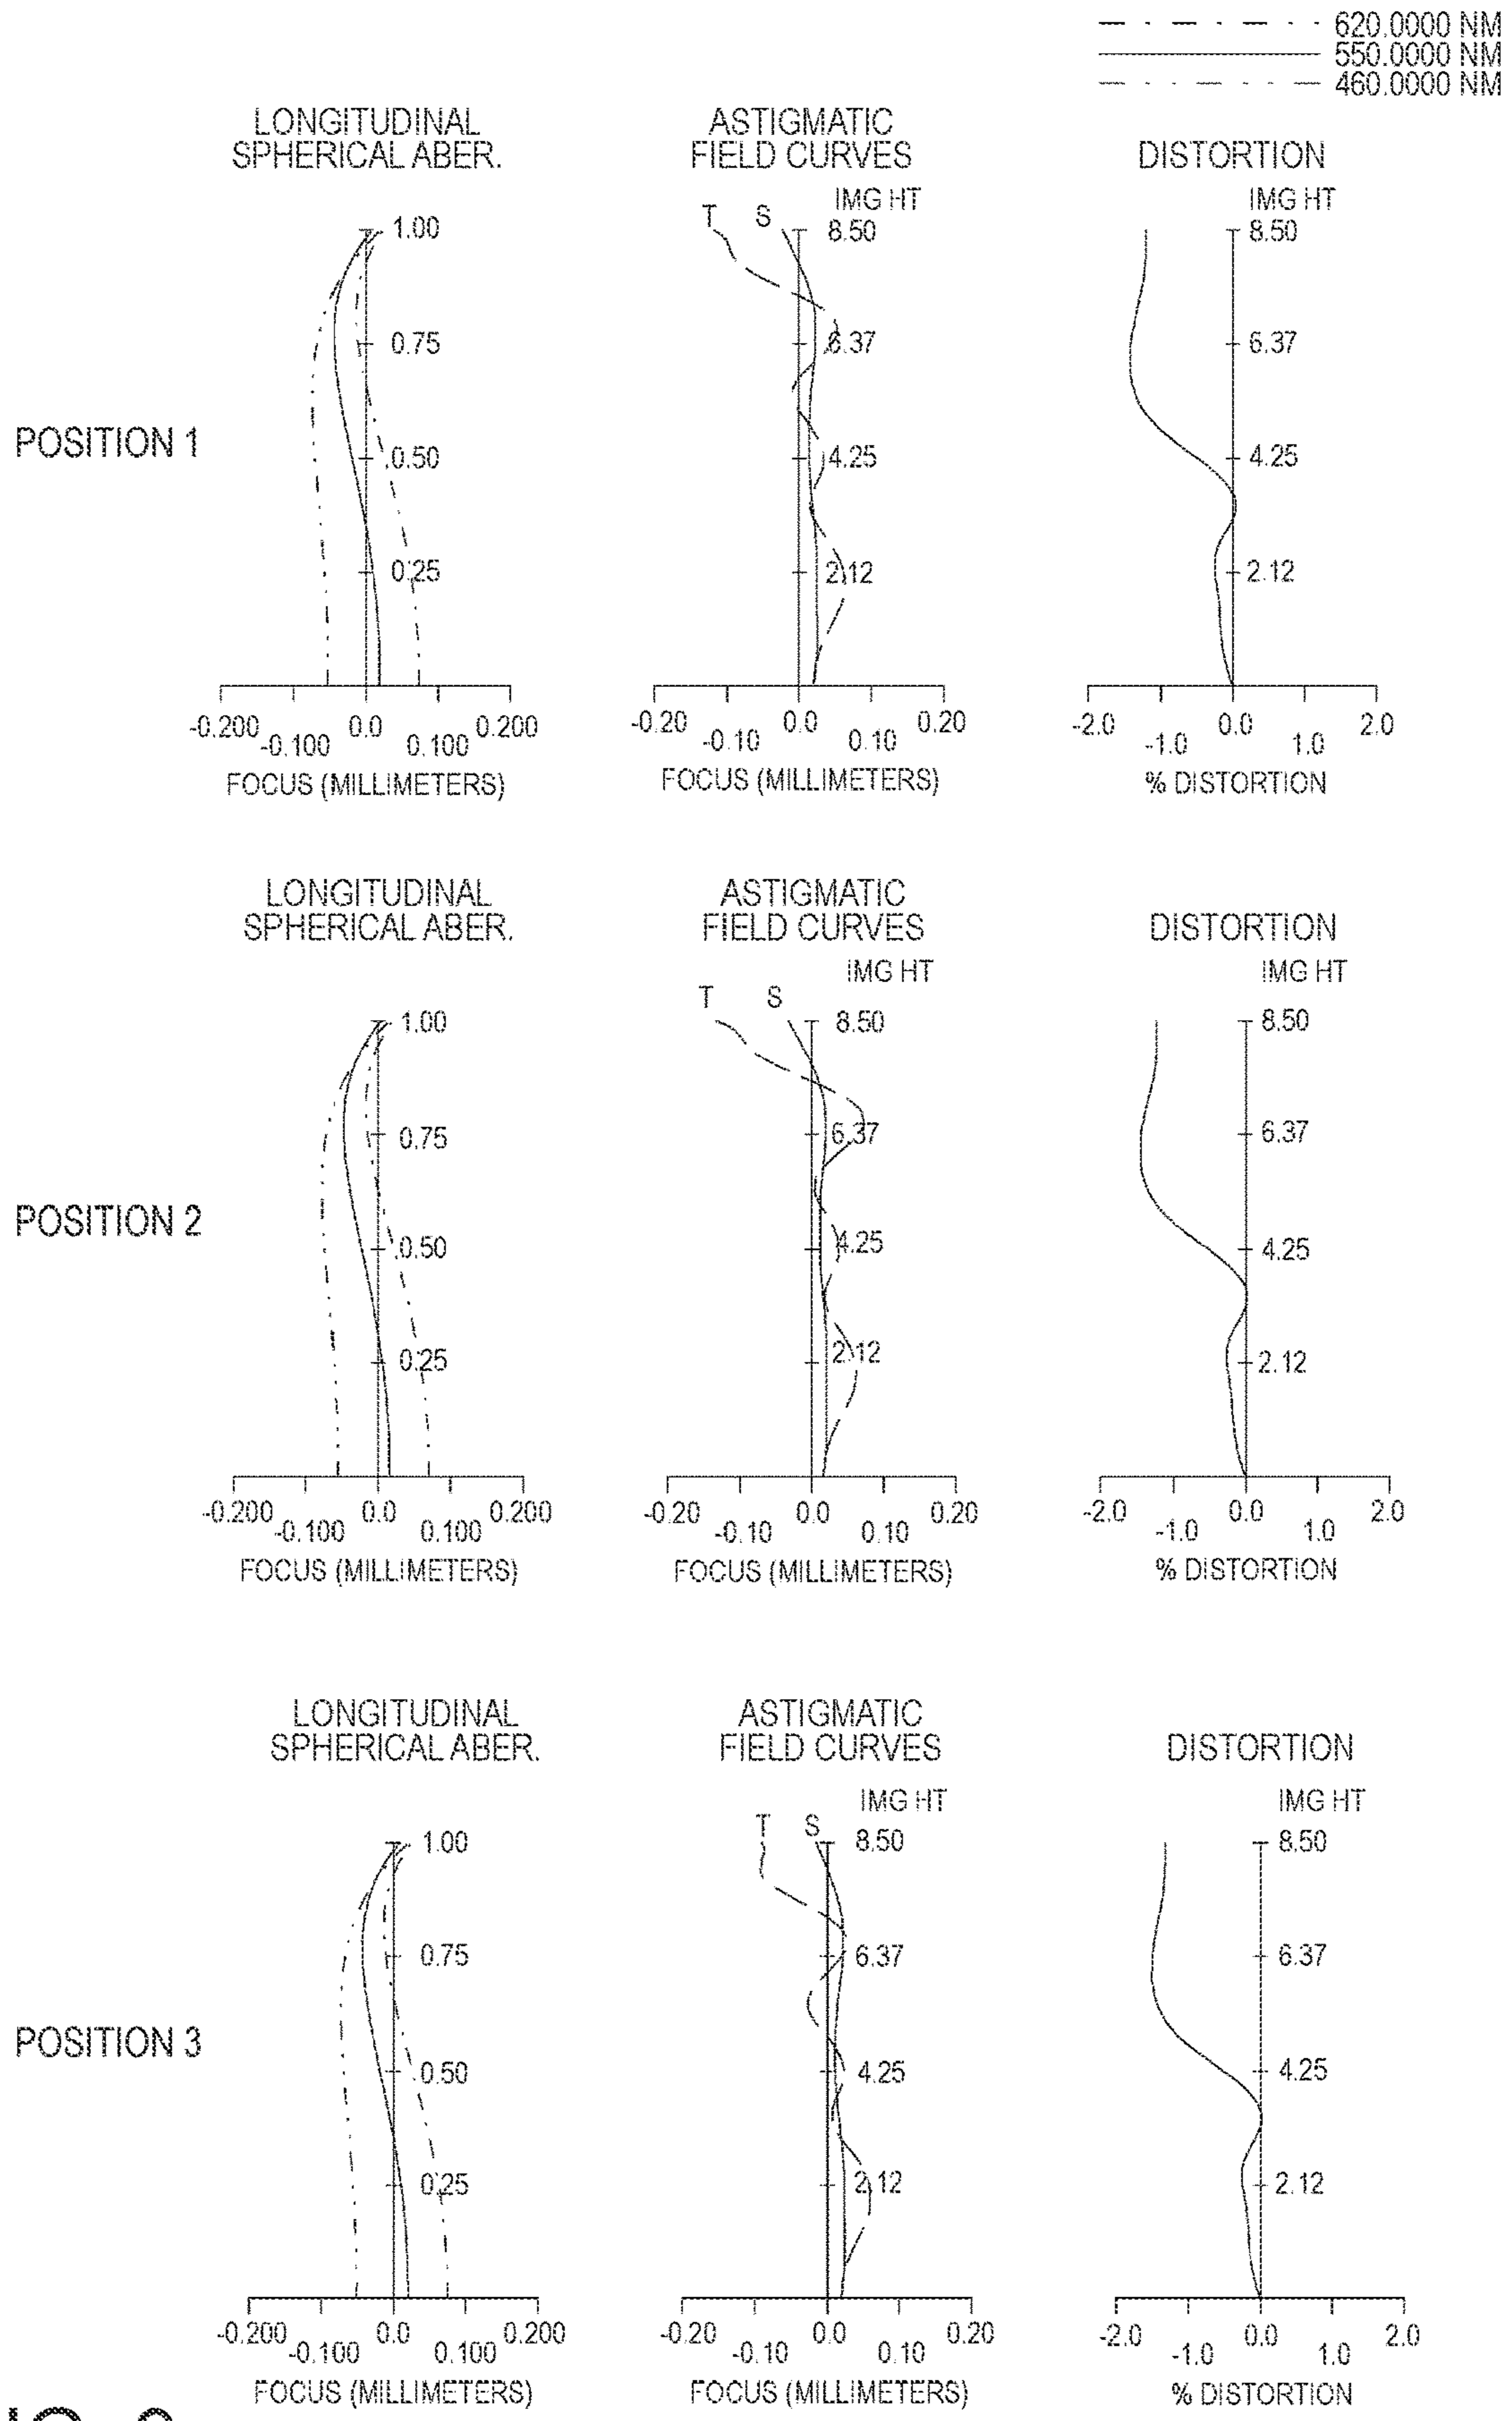 620.0000 NM
550.0000 NM
460.0000 NM
LONGITUDINAL
SPHERICAL ABER.
1.00
0.75
0.50
0.25
-0.200 -0.100 0.0 0.100 0.200
FOCUS (MILLIMETERS)
ASTIGMATIC
FIELD CURVES
IMG HT
T S
8.50
6.37
4.25
2.12
-0.20 -0.10 0.0 0.10 0.20
FOCUS (MILLIMETERS)
DISTORTION
IMG HT
8.50
6.37
4.25
2.12
-2.0 -1.0 0.0 1.0 2.0
% DISTORTION
POSITION 1
LONGITUDINAL
SPHERICAL ABER.
1.00
0.75
0.50
0.25
-0.200 -0.100 0.0 0.100 0.200
FOCUS (MILLIMETERS)
ASTIGMATIC
FIELD CURVES
IMG HT
T S
8.50
6.37
4.25
2.12
-0.20 -0.10 0.0 0.10 0.20
FOCUS (MILLIMETERS)
DISTORTION
IMG HT
8.50
6.37
4.25
2.12
-2.0 -1.0 0.0 1.0 2.0
% DISTORTION
POSITION 2
LONGITUDINAL
SPHERICAL ABER.
1.00
0.75
0.50
0.25
-0.200 -0.100 0.0 0.100 0.200
FOCUS (MILLIMETERS)
ASTIGMATIC
FIELD CURVES
IMG HT
T S
8.50
6.37
4.25
2.12
-0.20 -0.10 0.0 0.10 0.20
FOCUS (MILLIMETERS)
DISTORTION
IMG HT
8.50
6.37
4.25
2.12
-2.0 -1.0 0.0 1.0 2.0
% DISTORTION
POSITION 3